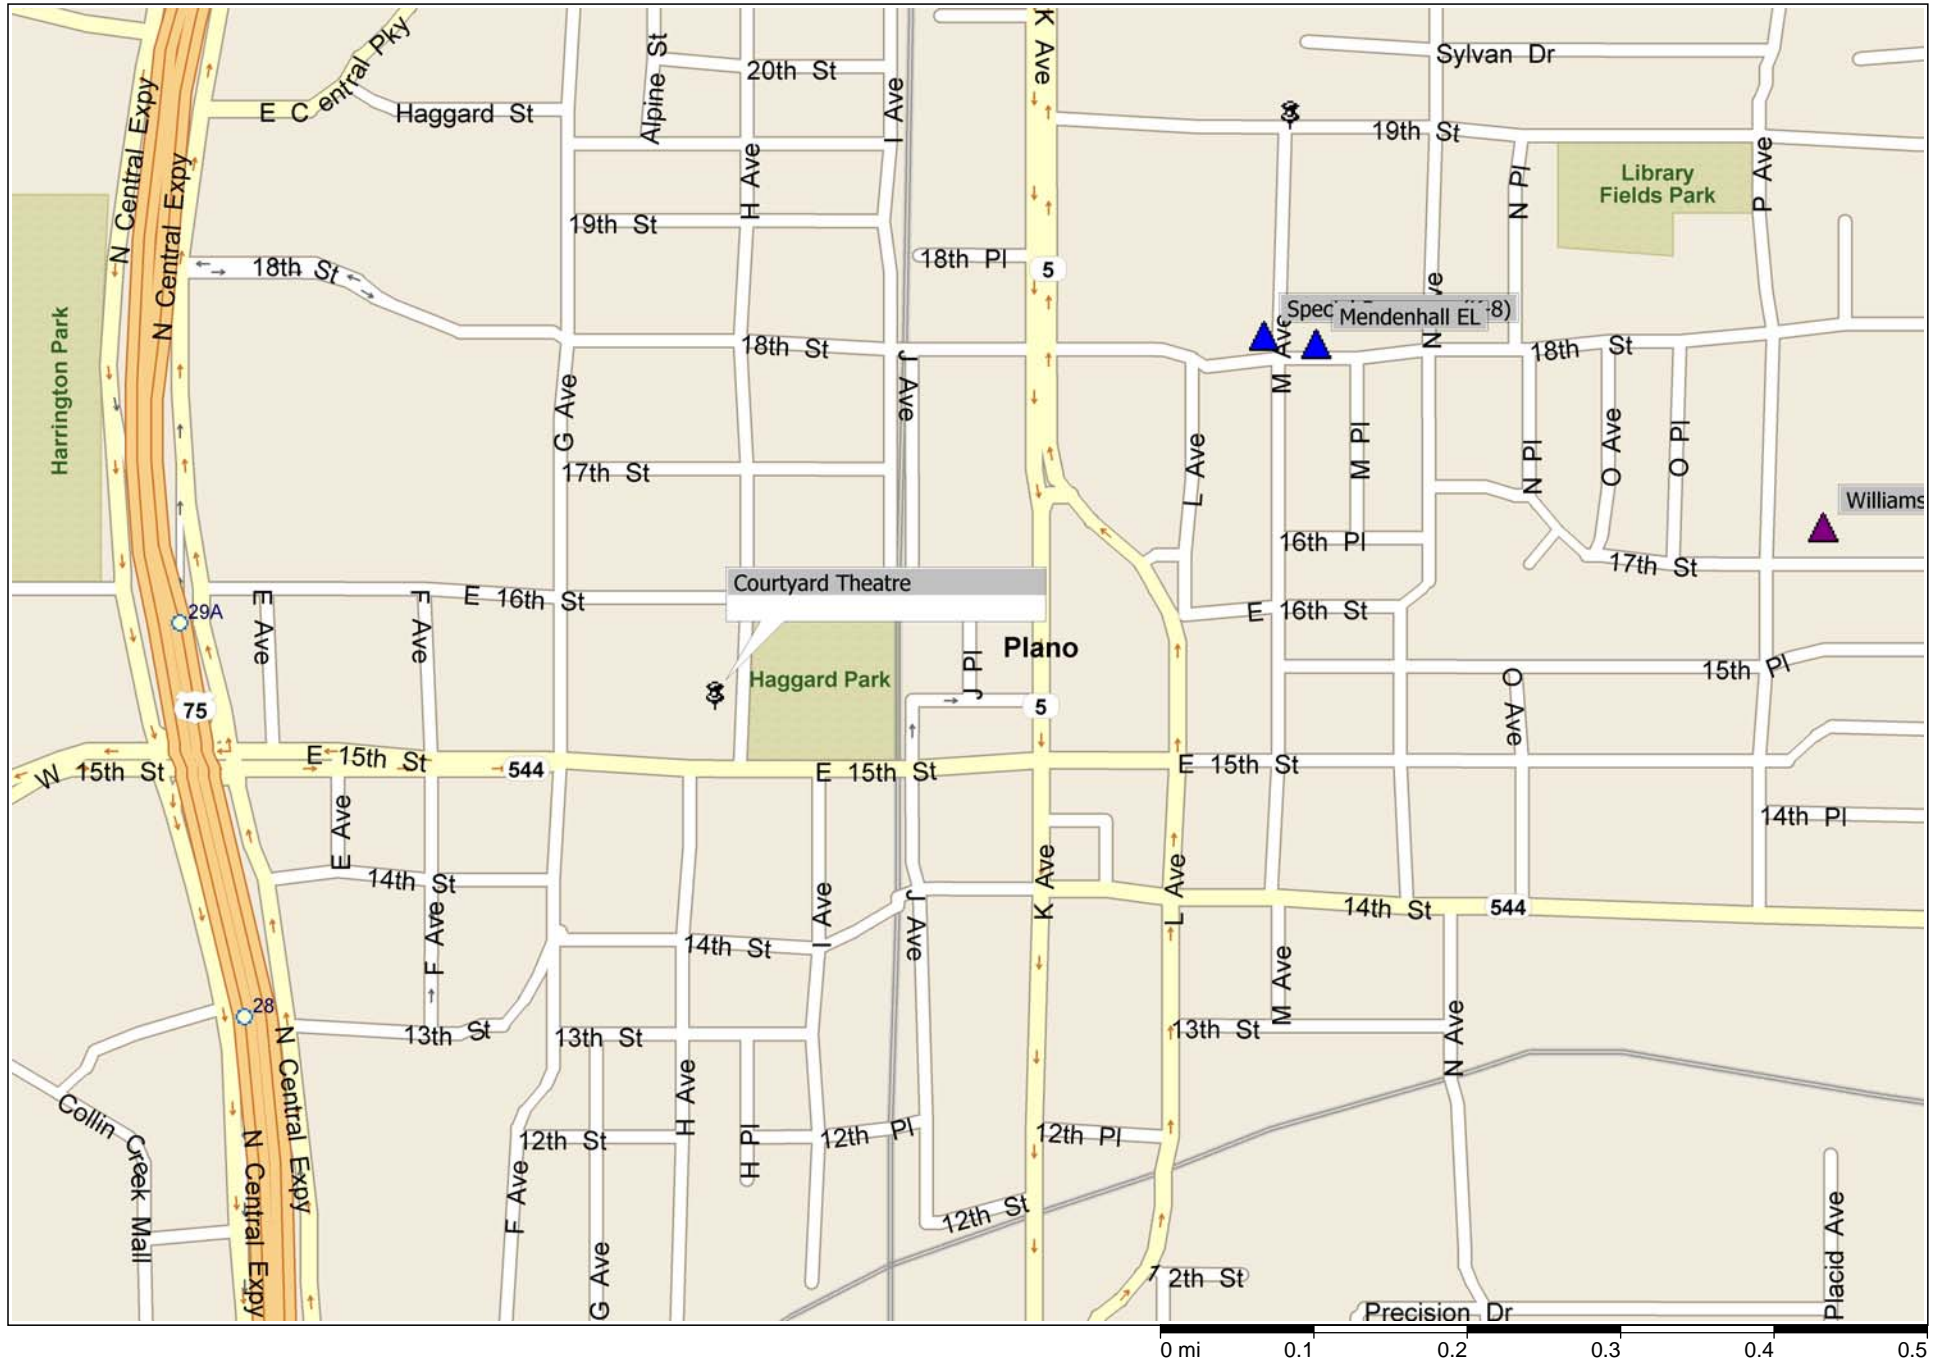 K Ave
Sylvan Dr
E Central Pky
Alpine St
20th St
I Ave
N Central Expy
Haggard St
19th St
N Central Expy
H Ave
N Pl
Library
Fields Park
P Ave
19th St
18th Pl
5
18th St
Harrington Park
Mendenhall EL
M Ave
18th St
N
18th St
J Ave
G Ave
O Ave
L Ave
M Pl
N Pl
O Pl
17th St
Williams
16th Pl
17th St
Courtyard Theatre
E Ave
F Ave
E 16th St
29A
E 16th St
Plano
15th Pl
J Pl
O Ave
Haggard Park
75
5
W 15th St
E 15th St
544
E 15th St
E 15th St
E Ave
14th Pl
14th St
K Ave
L Ave
14th St
544
F Ave
I Ave
J Ave
14th St
M Ave
28
13th St
13th St
13th St
N Ave
N Central Expy
H Ave
Collin Creek Mall
12th St
H Pl
12th Pl
12th Pl
N Central Expy
F Ave
12th St
G Ave
12th St
Placid Ave
Precision Dr
0 mi 0.1 0.2 0.3 0.4 0.5